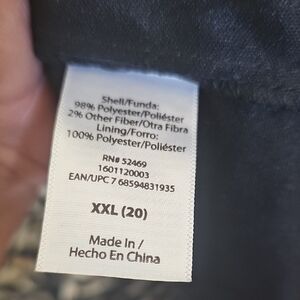 Shell/Funda:
98% Polyester/Poliéster
2% Other Fiber/Otra Fibra
Lining/Forro:
100% Polyester/Poliéster
RN# 52469
1601120003
EAN/UPC 7 68594831935
XXL (20)
Made in /
Hecho En China